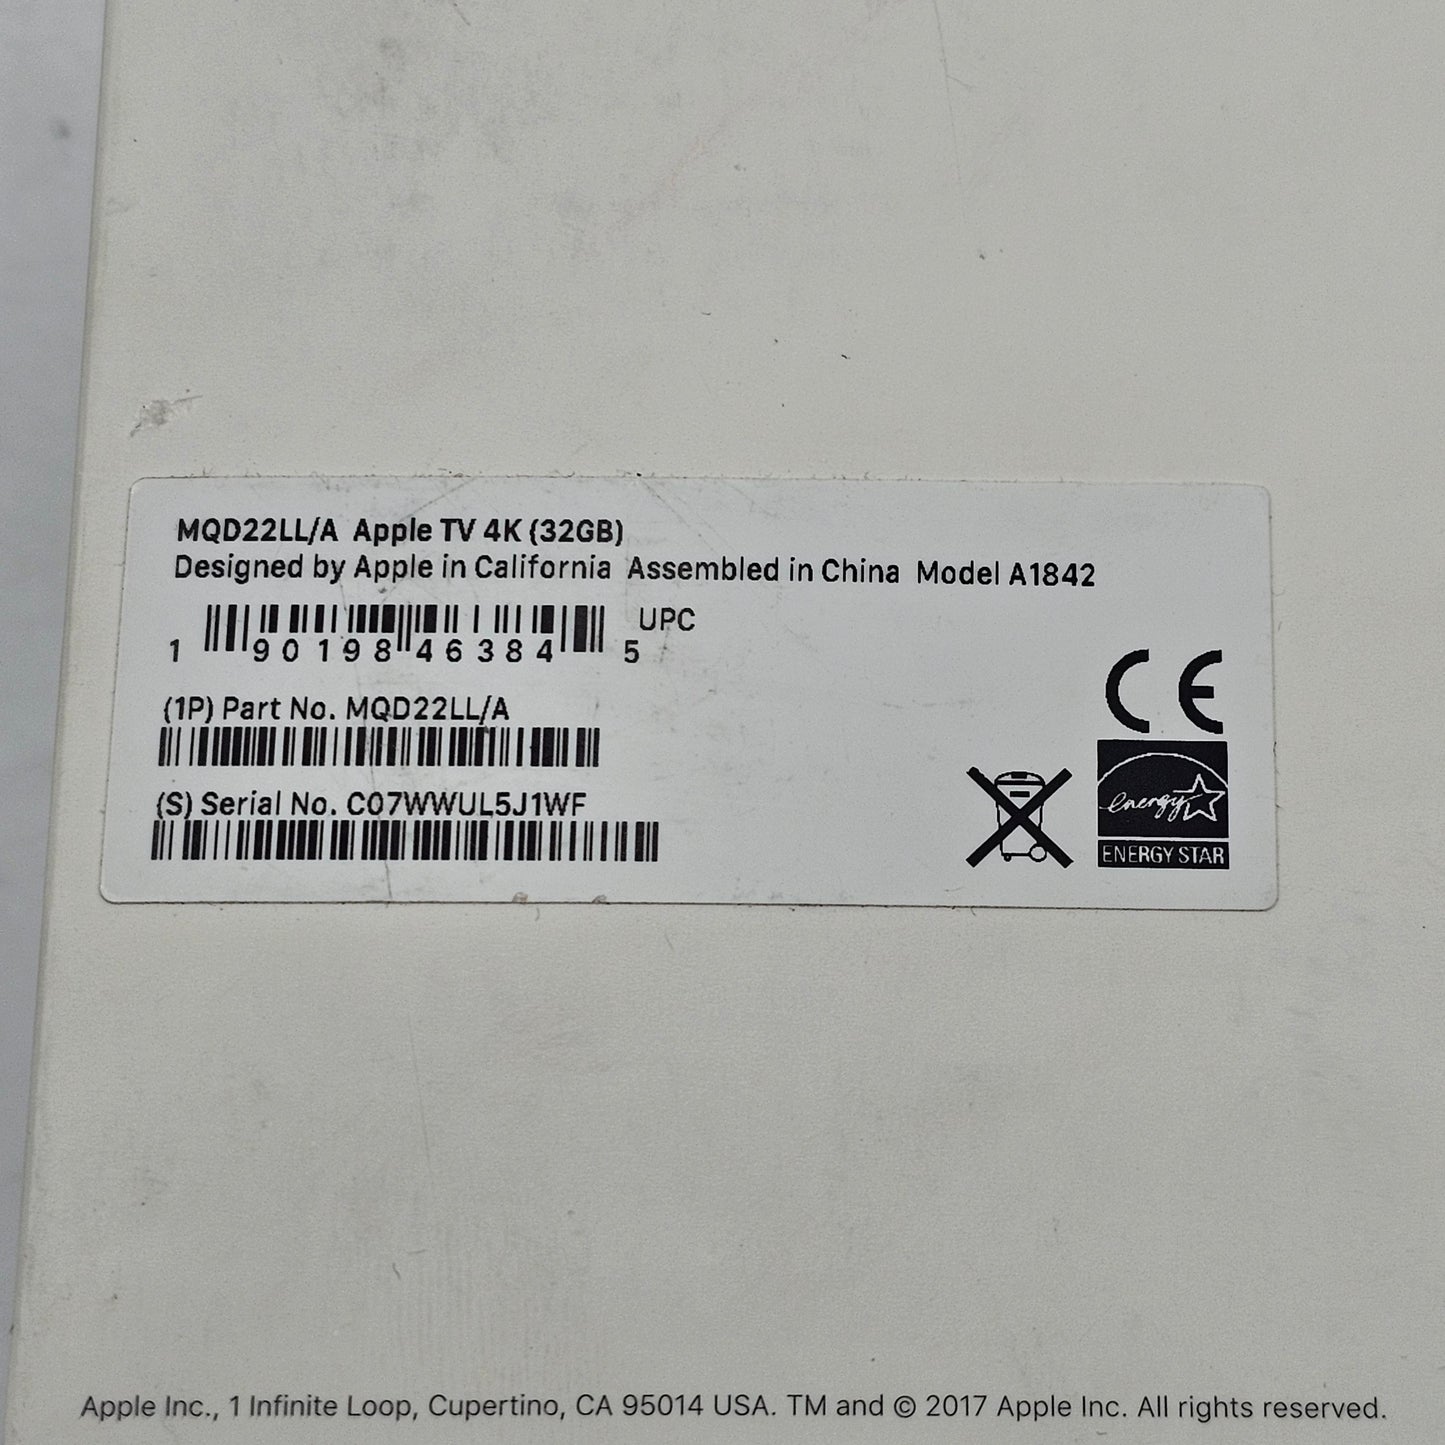 MQD22LL/A Apple TV 4K (32GB)
Designed by Apple in California Assembled in China Model A1842
UPC
1 90198 46384 5
(1P) Part No. MQD22LL/A
(S) Serial No. C07WWUL5J1WF
CE
energy
ENERGY STAR
Apple Inc., 1 Infinite Loop, Cupertino, CA 95014 USA. TM and © 2017 Apple Inc. All rights reserved.